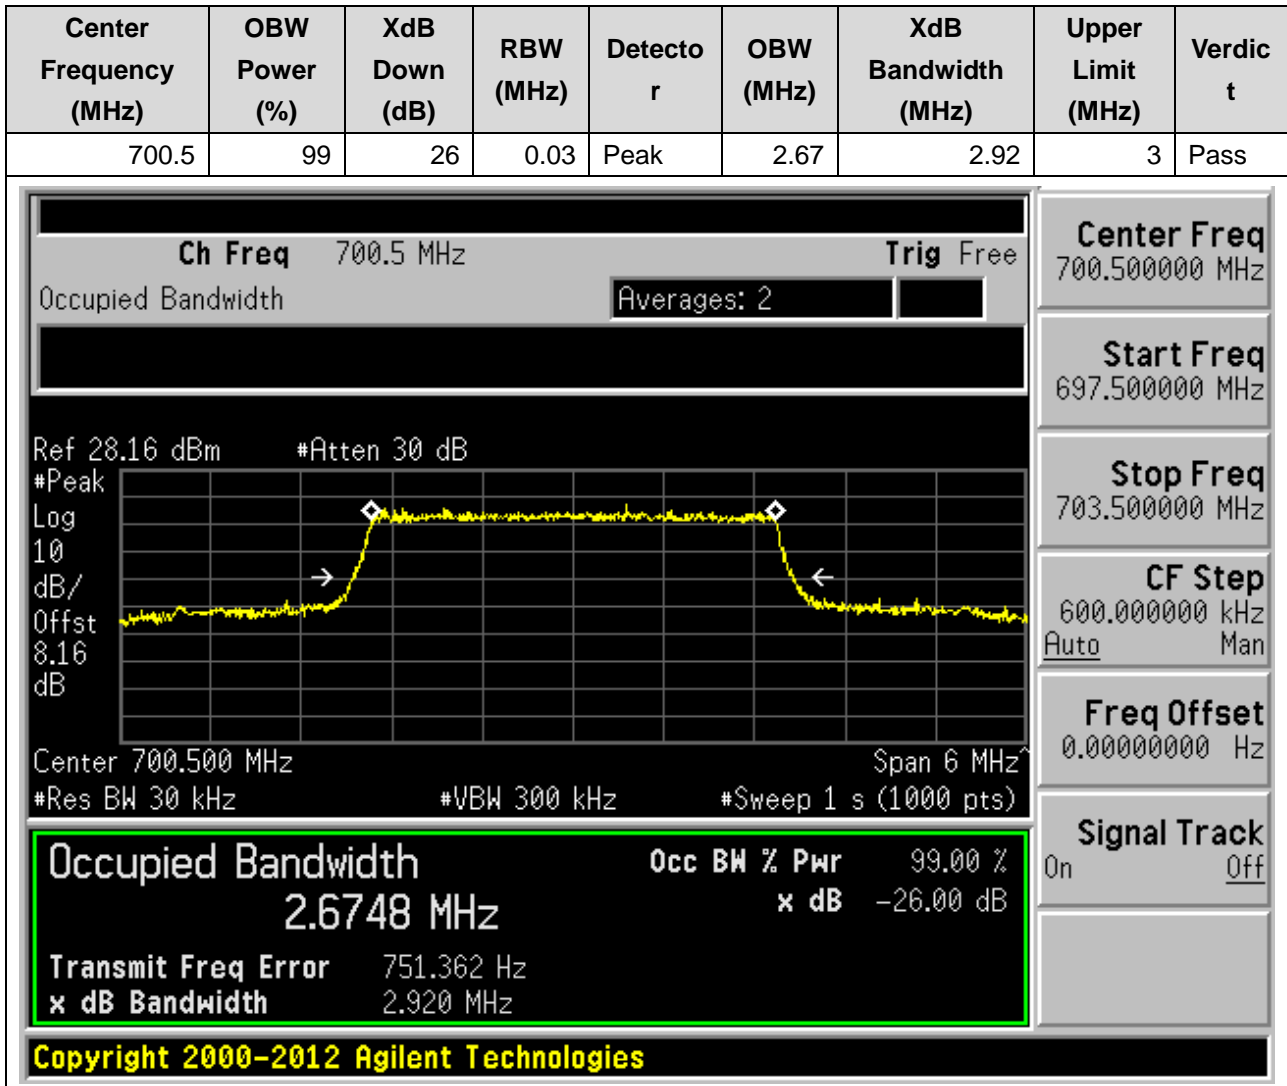 Center Frequency (MHz) OBW Power (%) XdB Down (dB) RBW (MHz) Detector OBW (MHz) XdB Bandwidth (MHz) Upper Limit (MHz) Verdict
700.5 99 26 0.03 Peak 2.67 2.92 3 Pass
Ch Freq 700.5 MHz Trig Free
Occupied Bandwidth Averages: 2
Ref 28.16 dBm #Atten 30 dB
#Peak
Log
10
dB/
Offst
8.16
dB
Center 700.500 MHz Span 6 MHz^
#Res BW 30 kHz #VBW 300 kHz #Sweep 1 s (1000 pts)
Occupied Bandwidth
2.6748 MHz
Occ BW % Pwr 99.00 %
x dB -26.00 dB
Transmit Freq Error 751.362 Hz
x dB Bandwidth 2.920 MHz
Center Freq
700.500000 MHz
Start Freq
697.500000 MHz
Stop Freq
703.500000 MHz
CF Step
600.000000 kHz
Auto Man
Freq Offset
0.00000000 Hz
Signal Track
On Off
Copyright 2000-2012 Agilent Technologies